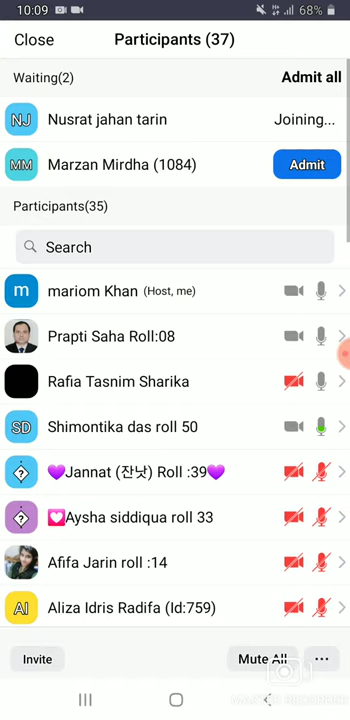 10:09 68%
Close Participants (37)
Waiting(2) Admit all
NJ Nusrat jahan tarin Joining...
MM Marzan Mirdha (1084) Admit
Participants(35)
Search
m mariom Khan (Host, me)
Prapti Saha Roll:08
Rafia Tasnim Sharika
SD Shimontika das roll 50
? 💜Jannat (잔낫) Roll :39💜
? 💟Aysha siddiqua roll 33
Afifa Jarin roll :14
AI Aliza Idris Radifa (Id:759)
Invite Mute All ...